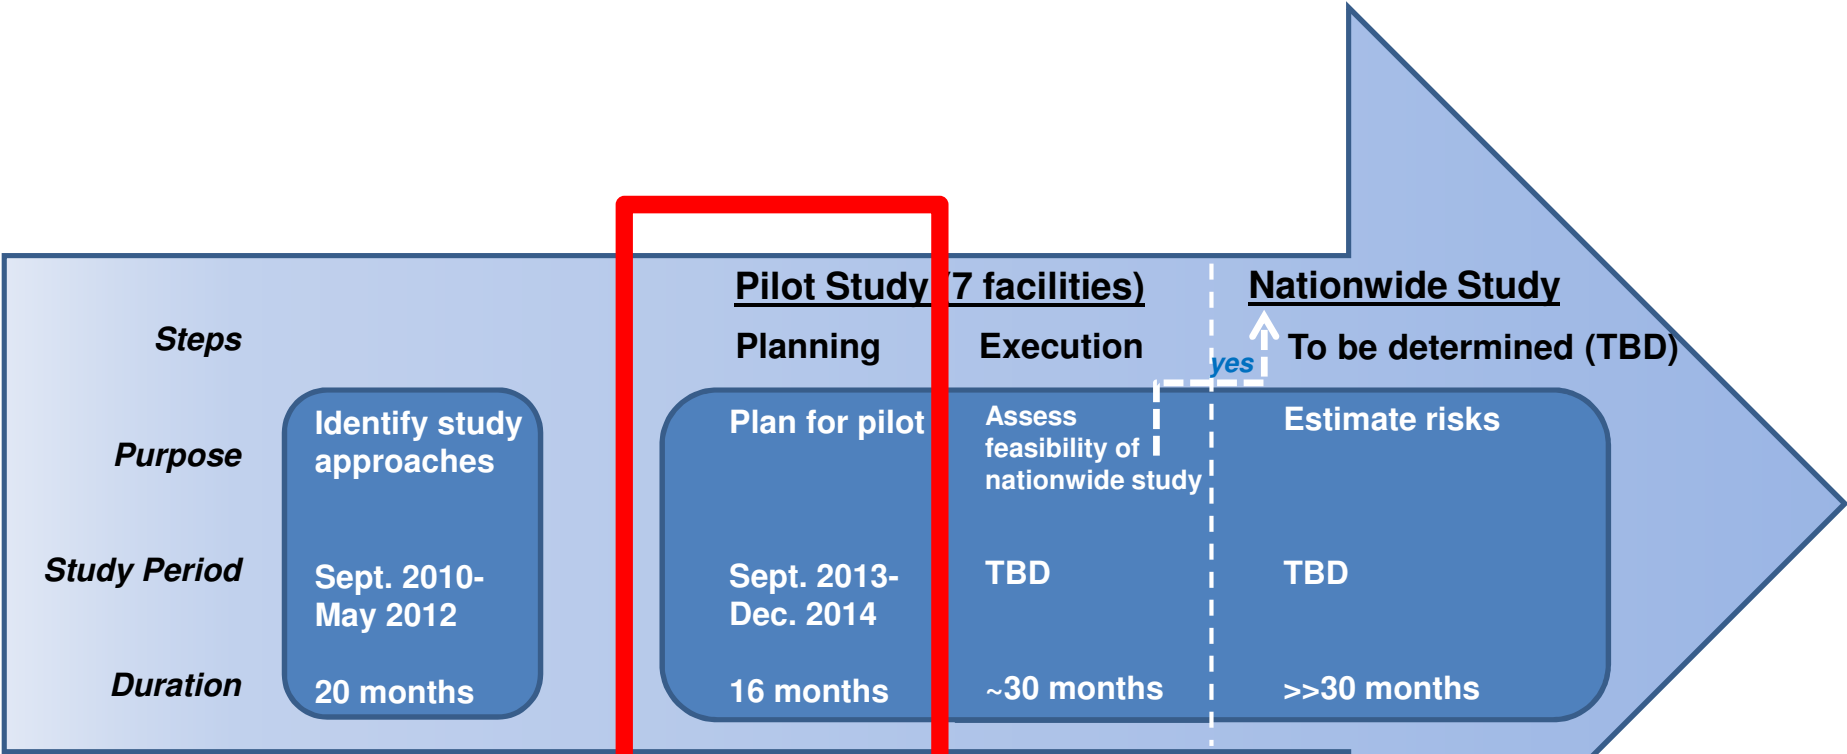 Pilot Study (7 facilities)
Nationwide Study
Steps
Planning
Execution
yes
To be determined (TBD)
Purpose
Identify study
approaches
Plan for pilot
Assess
feasibility of
nationwide study
Estimate risks
Study Period
Sept. 2010-
May 2012
Sept. 2013-
Dec. 2014
TBD
TBD
Duration
20 months
16 months
~30 months
>>30 months